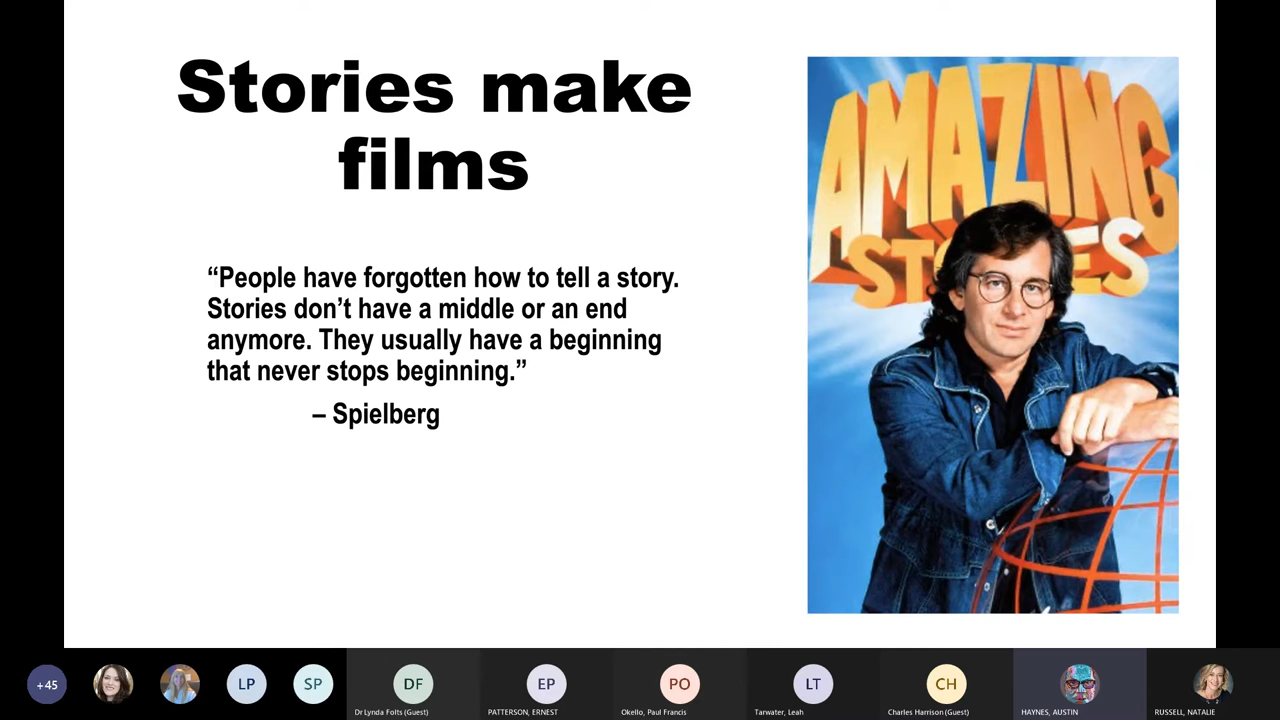 Stories make
films
“People have forgotten how to tell a story.
Stories don’t have a middle or an end
anymore. They usually have a beginning
that never stops beginning.”
– Spielberg
AMAZING
STORIES
+45
LP
SP
DF
EP
PO
LT
CH
Dr Lynda Folts (Guest)
PATTERSON, ERNEST
Okello, Paul Francis
Tarwater, Leah
Charles Harrison (Guest)
HAYNES, AUSTIN
RUSSELL, NATALIE